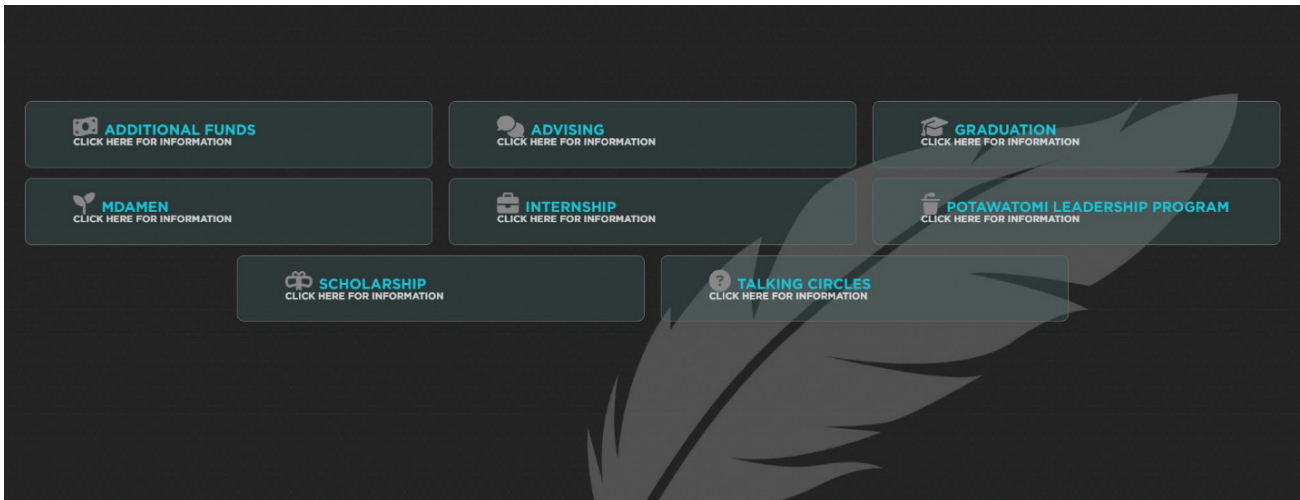 ADDITIONAL FUNDS
CLICK HERE FOR INFORMATION
ADVISING
CLICK HERE FOR INFORMATION
GRADUATION
CLICK HERE FOR INFORMATION
MDAMEN
CLICK HERE FOR INFORMATION
INTERNSHIP
CLICK HERE FOR INFORMATION
POTAWATOMI LEADERSHIP PROGRAM
CLICK HERE FOR INFORMATION
SCHOLARSHIP
CLICK HERE FOR INFORMATION
TALKING CIRCLES
CLICK HERE FOR INFORMATION